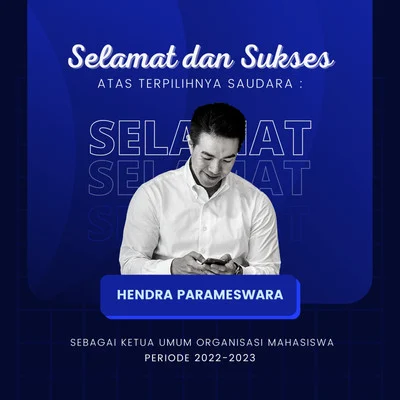 Selamat dan Sukses
ATAS TERPILIHNYA SAUDARA :
SELAMAT
SELAMAT
HENDRA PARAMESWARA
SEBAGAI KETUA UMUM ORGANISASI MAHASISWA
PERIODE 2022-2023